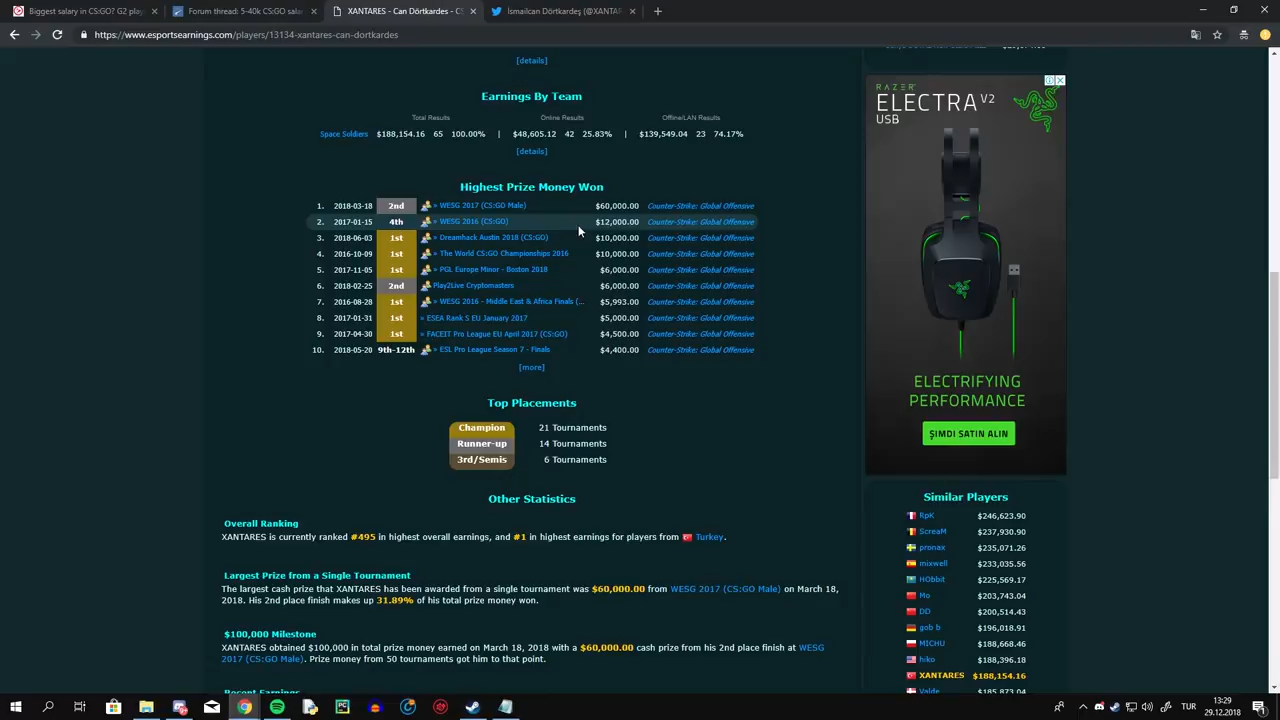 Biggest salary in CS:GO? G2 play
Forum thread: 5-40k CS:GO salar
XANTARES - Can Dörtkardes - CS:
İsmailcan Dörtkardeş (@XANTAR
https://www.esportsearnings.com/players/13134-xantares-can-dortkardes
[details]
Earnings By Team
Total Results Online Results Offline/LAN Results
Space Soldiers $188,154.16 65 100.00% | $48,605.12 42 25.83% | $139,549.04 23 74.17%
[details]
Highest Prize Money Won
1. 2018-03-18 2nd » WESG 2017 (CS:GO Male) $60,000.00 Counter-Strike: Global Offensive
2. 2017-01-15 4th » WESG 2016 (CS:GO) $12,000.00 Counter-Strike: Global Offensive
3. 2018-06-03 1st » Dreamhack Austin 2018 (CS:GO) $10,000.00 Counter-Strike: Global Offensive
4. 2016-10-09 1st » The World CS:GO Championships 2016 $10,000.00 Counter-Strike: Global Offensive
5. 2017-11-05 1st » PGL Europe Minor - Boston 2018 $6,000.00 Counter-Strike: Global Offensive
6. 2018-02-25 2nd Play2Live Cryptomasters $6,000.00 Counter-Strike: Global Offensive
7. 2016-08-28 1st » WESG 2016 - Middle East & Africa Finals (... $5,993.00 Counter-Strike: Global Offensive
8. 2017-01-31 1st » ESEA Rank S EU January 2017 $5,000.00 Counter-Strike: Global Offensive
9. 2017-04-30 1st » FACEIT Pro League EU April 2017 (CS:GO) $4,500.00 Counter-Strike: Global Offensive
10. 2018-05-20 9th-12th » ESL Pro League Season 7 - Finals $4,400.00 Counter-Strike: Global Offensive
[more]
Top Placements
Champion 21 Tournaments
Runner-up 14 Tournaments
3rd/Semis 6 Tournaments
Other Statistics
Overall Ranking
XANTARES is currently ranked #495 in highest overall earnings, and #1 in highest earnings for players from Turkey.
Largest Prize from a Single Tournament
The largest cash prize that XANTARES has been awarded from a single tournament was $60,000.00 from WESG 2017 (CS:GO Male) on March 18,
2018. His 2nd place finish makes up 31.89% of his total prize money won.
$100,000 Milestone
XANTARES obtained $100,000 in total prize money earned on March 18, 2018 with a $60,000.00 cash prize from his 2nd place finish at WESG
2017 (CS:GO Male). Prize money from 50 tournaments got him to that point.
Recent Earnings
RAZER
ELECTRA V2
USB
ELECTRIFYING
PERFORMANCE
ŞIMDI SATIN ALIN
Similar Players
RpK $246,623.90
ScreaM $237,930.90
pronax $235,071.26
mixwell $233,035.56
HObbit $225,569.17
Mo $203,743.04
DD $200,514.43
gob b $196,018.91
MICHU $188,668.46
hiko $188,396.18
XANTARES $188,154.16
Valde $185,873.04
TUR
13:29
29.12.2018